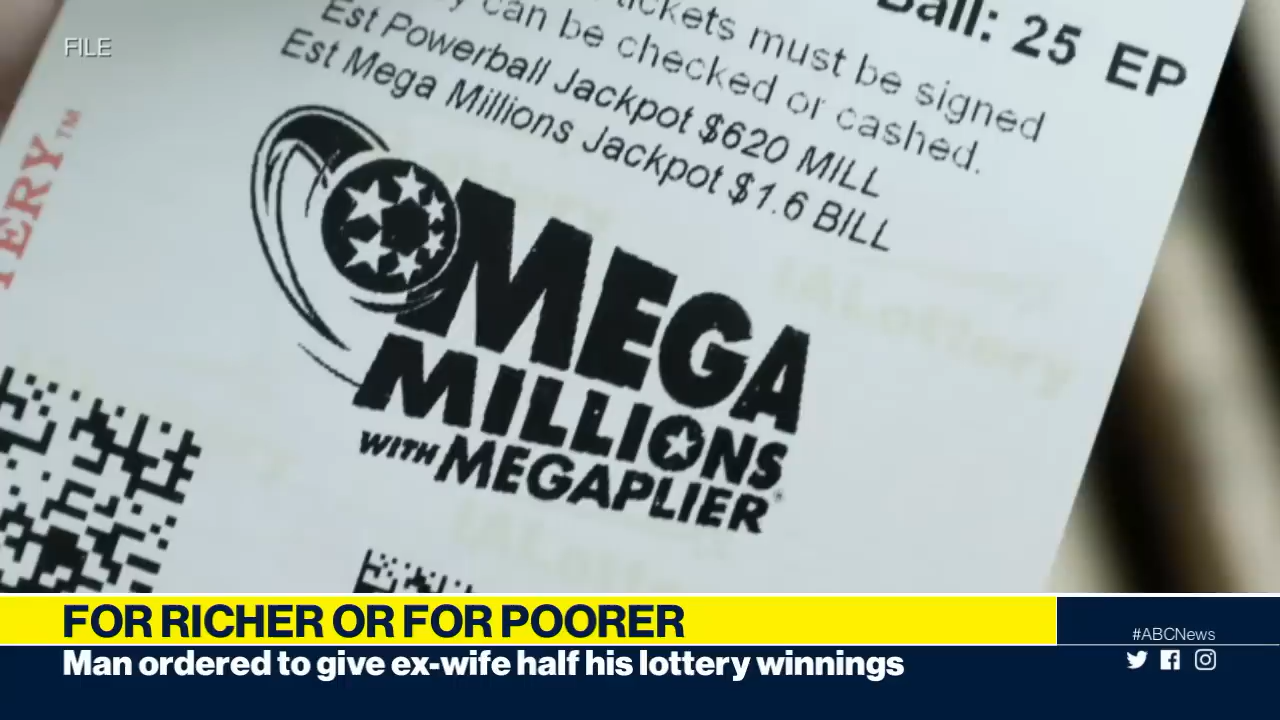 FILE
Ball: 25 EP
tickets must be signed
can be checked or cashed.
Est Powerball Jackpot $620 MILL
Est Mega Millions Jackpot $1.6 BILL
MEGA
MILLIONS
WITH MEGAPLIER®
IALottery
FOR RICHER OR FOR POORER
Man ordered to give ex-wife half his lottery winnings
#ABCNews